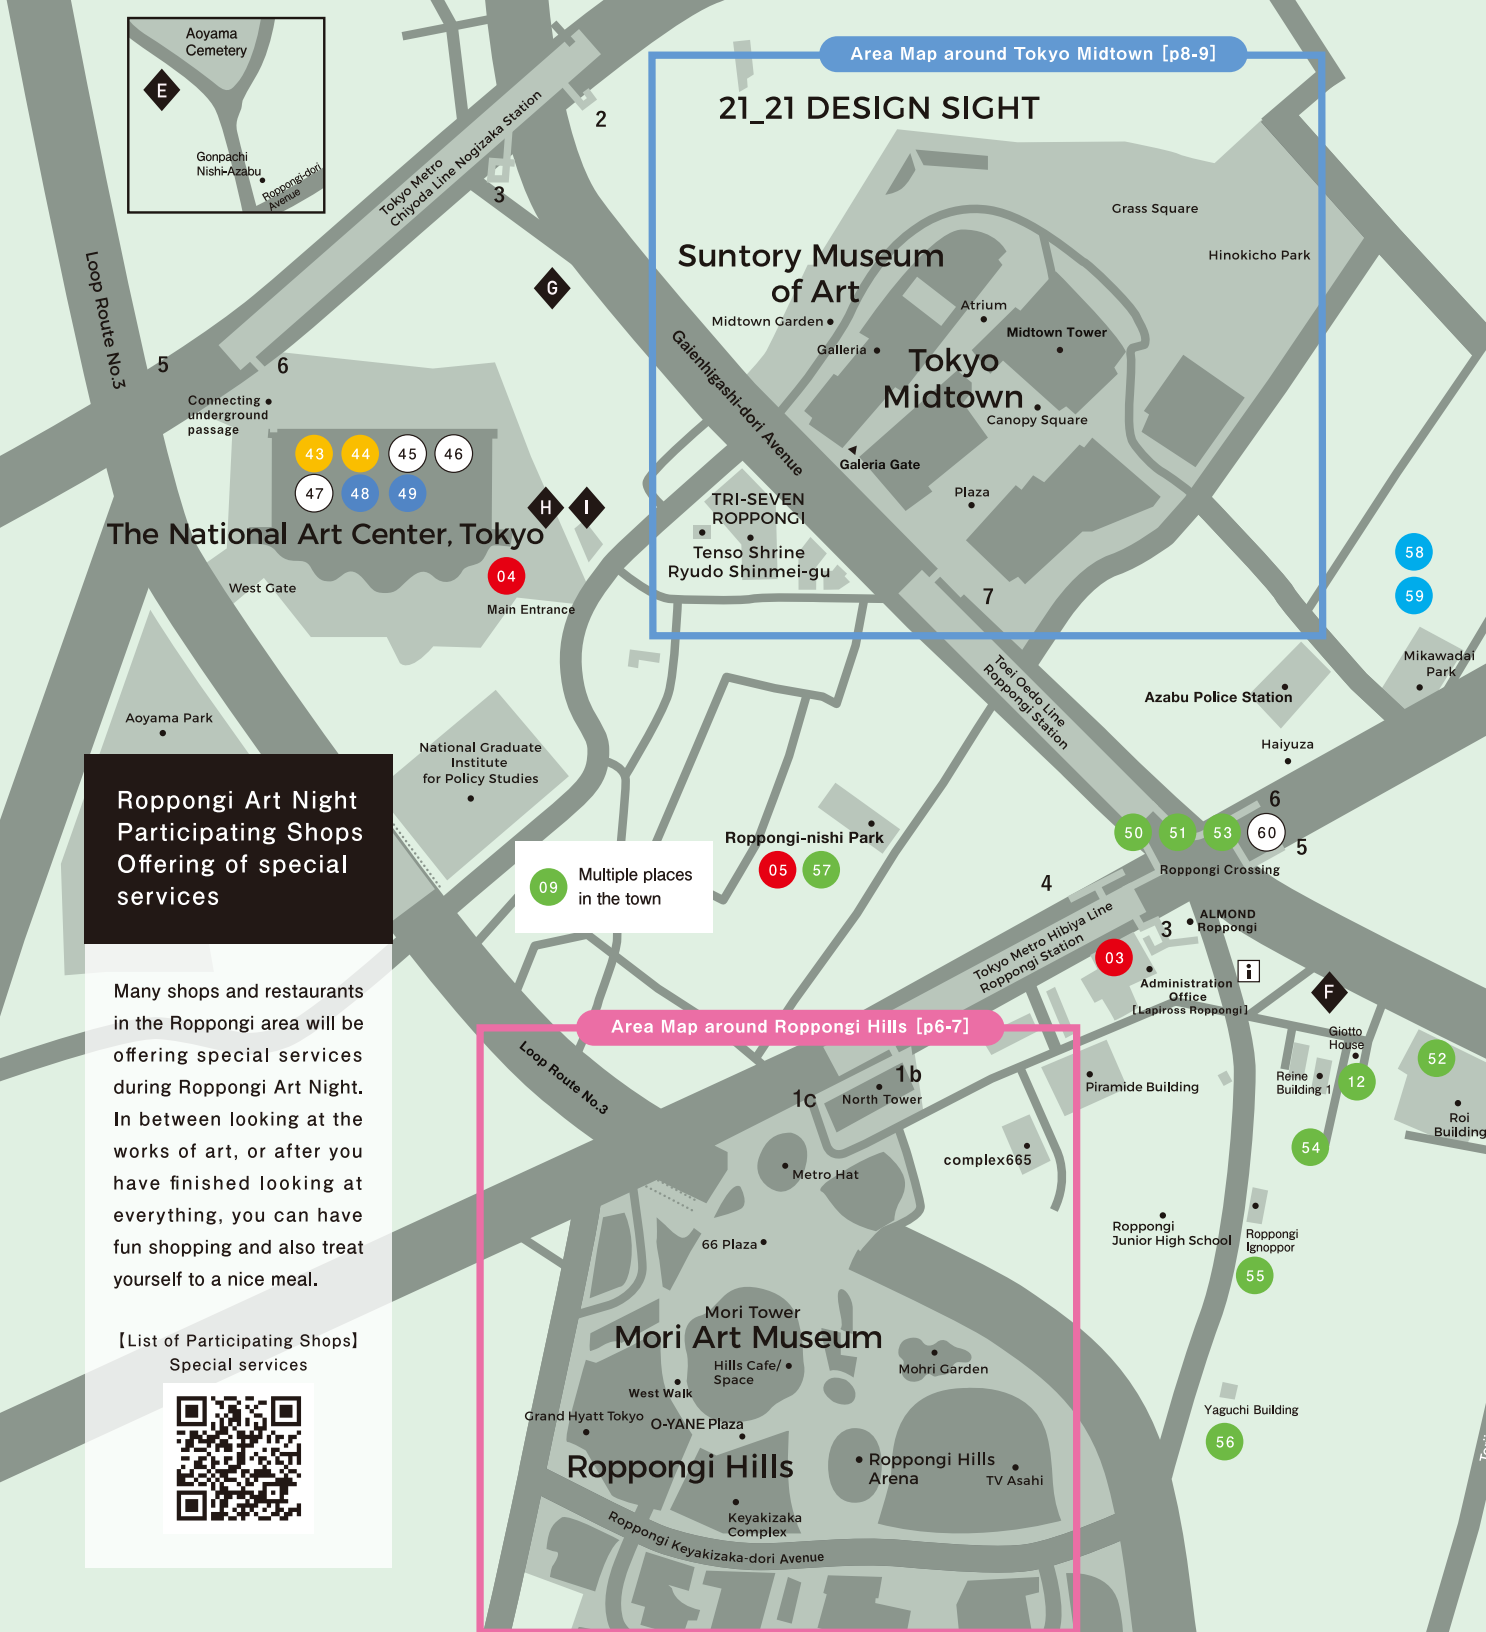 Aoyama
Cemetery
E
Gonpachi
Nishi-Azabu
Roppongi-dori
Avenue
Tokyo Metro
Chiyoda Line Nogizaka Station
2
3
Area Map around Tokyo Midtown [p8-9]
21_21 DESIGN SIGHT
Grass Square
Hinokicho Park
Suntory Museum
of Art
Midtown Garden
Atrium
Midtown Tower
Galleria
Tokyo
Midtown
Canopy Square
Galeria Gate
Plaza
Gaienhigashi-dori Avenue
TRI-SEVEN
ROPPONGI
Tenso Shrine
Ryudo Shinmei-gu
7
Loop Route No.3
G
5
6
Connecting
underground
passage
43
44
45
46
47
48
49
H
I
The National Art Center, Tokyo
04
West Gate
Main Entrance
58
59
Mikawadai
Park
Azabu Police Station
Haiyuza
Toei Oedo Line
Roppongi Station
Aoyama Park
National Graduate
Institute
for Policy Studies
Roppongi Art Night
Participating Shops
Offering of special
services
Many shops and restaurants
in the Roppongi area will be
offering special services
during Roppongi Art Night.
In between looking at the
works of art, or after you
have finished looking at
everything, you can have
fun shopping and also treat
yourself to a nice meal.
【List of Participating Shops】
Special services
09
Multiple places
in the town
Roppongi-nishi Park
05
57
6
50
51
53
60
5
Roppongi Crossing
4
Tokyo Metro Hibiya Line
Roppongi Station
3
ALMOND
Roppongi
03
Administration
Office
[Lapiross Roppongi]
i
F
Giotto
House
Reine
Building 1
12
52
Roi
Building
54
Piramide Building
Area Map around Roppongi Hills [p6-7]
Loop Route No.3
1b
1c
North Tower
complex665
Metro Hat
Roppongi
Junior High School
Roppongi
Ignoppor
55
66 Plaza
Mori Tower
Mori Art Museum
Hills Cafe/
Space
Mohri Garden
West Walk
Grand Hyatt Tokyo
O-YANE Plaza
Roppongi Hills
Roppongi Hills
Arena
TV Asahi
Keyakizaka
Complex
Roppongi Keyakizaka-dori Avenue
Yaguchi Building
56